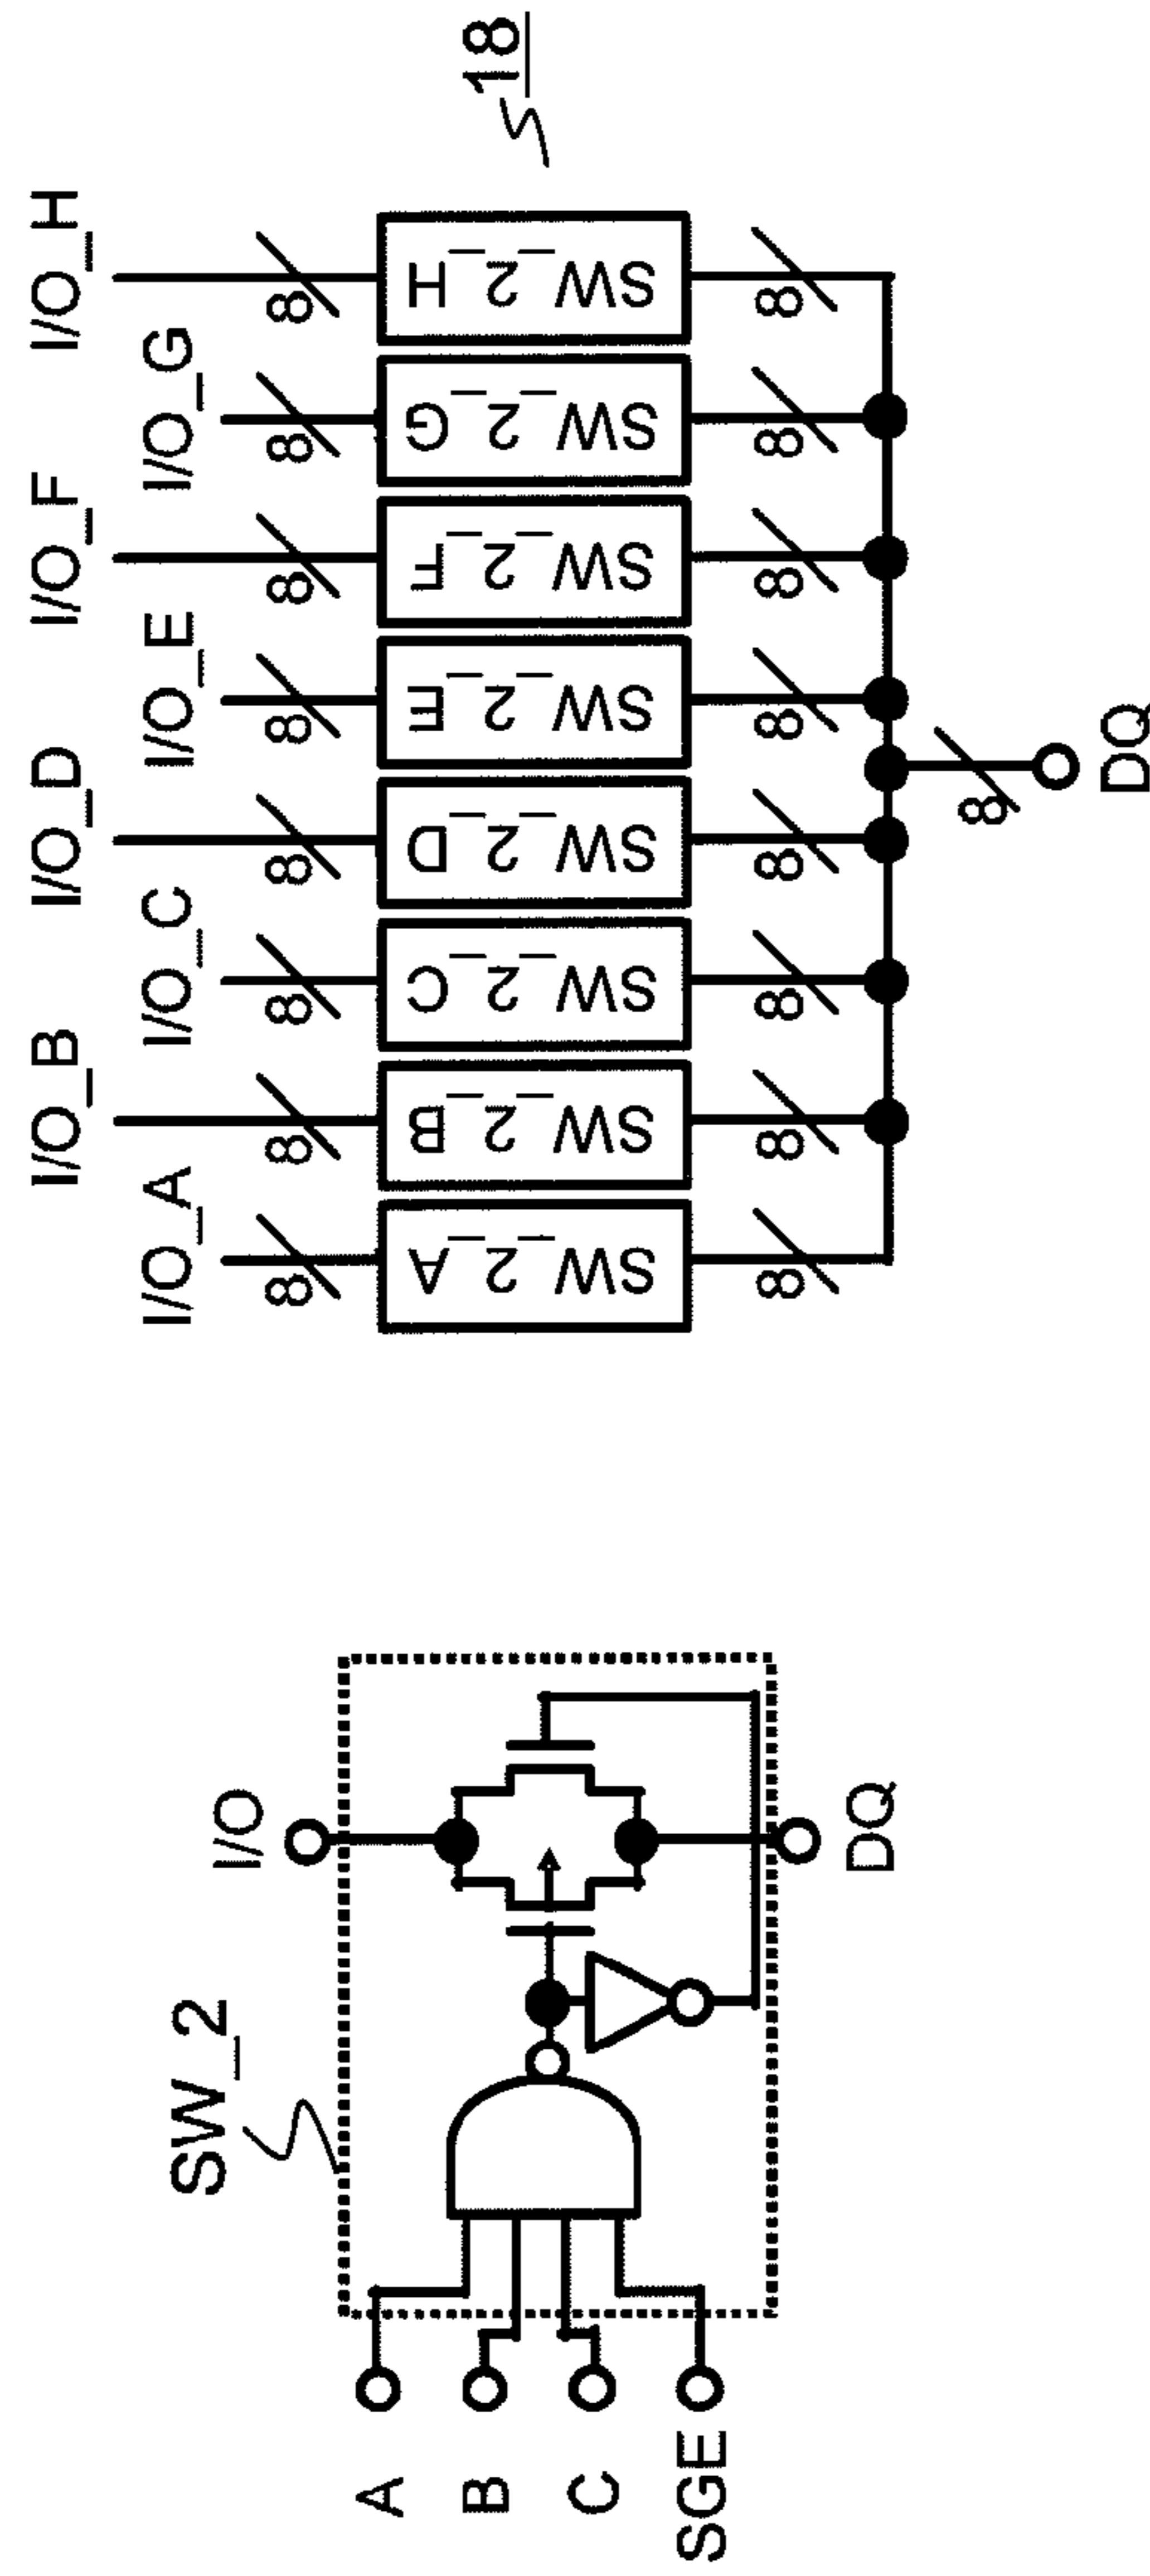 SW_2
I/O
A
B
C
SGE
DQ
I/O_B
I/O_D
I/O_F
I/O_H
I/O_A
I/O_C
I/O_E
I/O_G
8
8
8
8
8
8
8
8
18
SW_2_A
SW_2_B
SW_2_C
SW_2_D
SW_2_E
SW_2_F
SW_2_G
SW_2_H
8
8
8
8
8
8
8
8
8
DQ